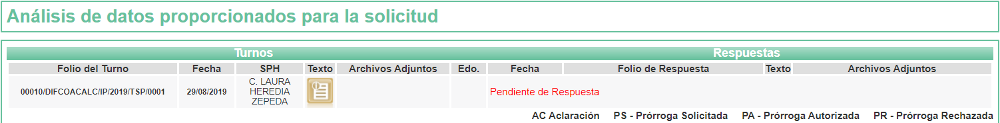 Análisis de datos proporcionados para la solicitud
Turnos Respuestas
Folio del Turno Fecha SPH Texto Archivos Adjuntos Edo. Fecha Folio de Respuesta Texto Archivos Adjuntos
00010/DIFCOACALC/IP/2019/TSP/0001 29/08/2019 C. LAURA
HEREDIA
ZEPEDA
Pendiente de Respuesta
AC Aclaración PS - Prórroga Solicitada PA - Prórroga Autorizada PR - Prórroga Rechazada